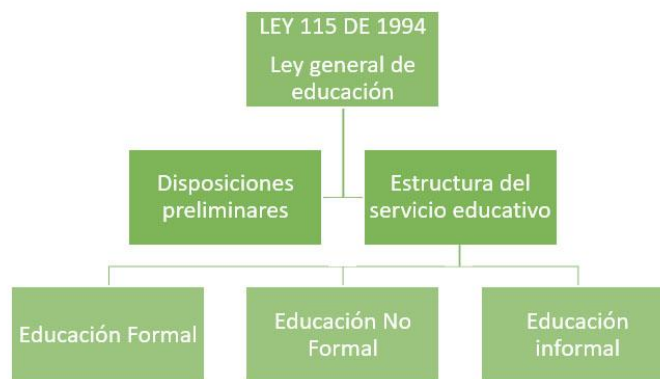 LEY 115 DE 1994
Ley general de
educación
Disposiciones
preliminares
Estructura del
servicio educativo
Educación Formal
Educación No
Formal
Educación
informal